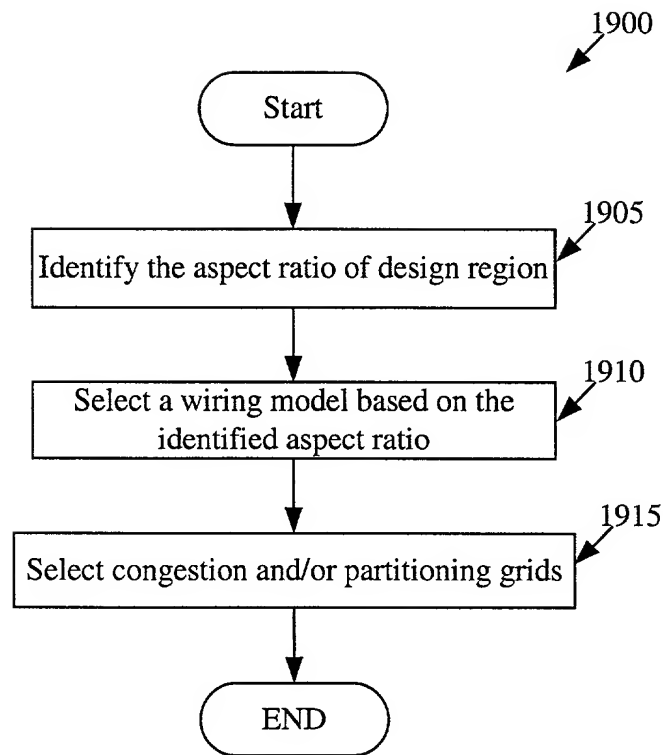 1900
Start
1905
Identify the aspect ratio of design region
1910
Select a wiring model based on the
identified aspect ratio
1915
Select congestion and/or partitioning grids
END